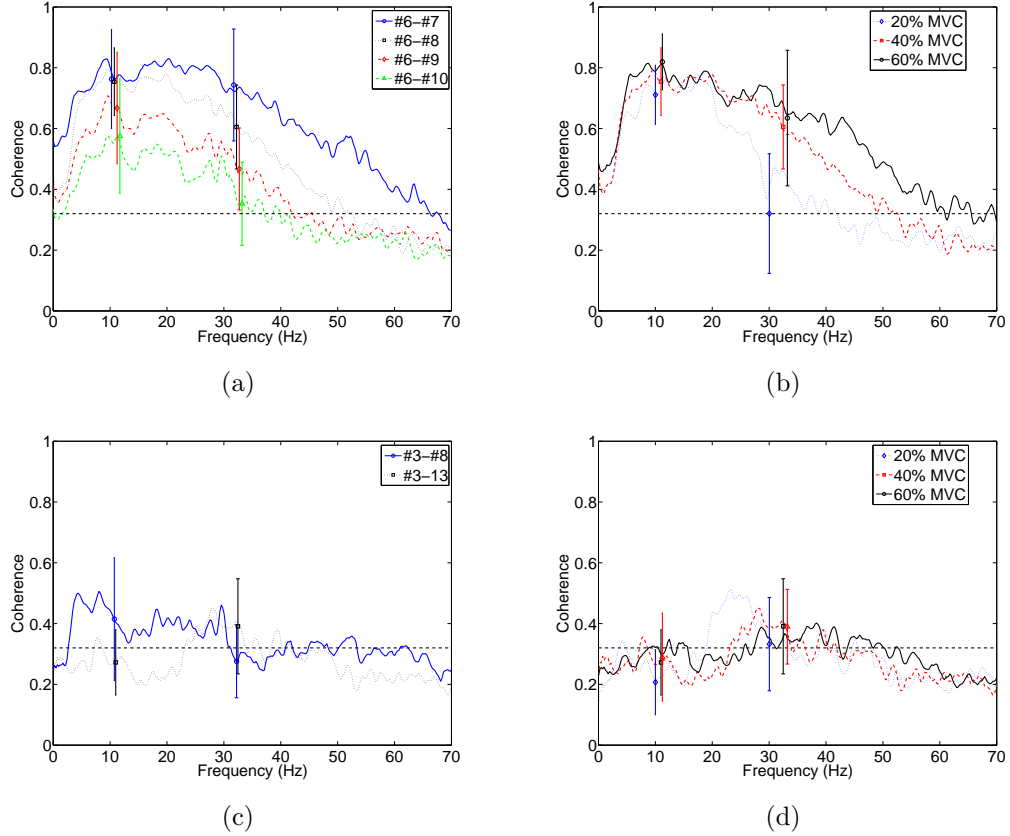 1
0.8
0.6
0.4
0.2
0
Coherence
0 10 20 30 40 50 60 70
Frequency (Hz)
#6−#7
#6−#8
#6−#9
#6−#10
(a)
1
0.8
0.6
0.4
0.2
0
Coherence
0 10 20 30 40 50 60 70
Frequency (Hz)
20% MVC
40% MVC
60% MVC
(b)
1
0.8
0.6
0.4
0.2
0
Coherence
0 10 20 30 40 50 60 70
Frequency (Hz)
#3−#8
#3−13
(c)
1
0.8
0.6
0.4
0.2
0
Coherence
0 10 20 30 40 50 60 70
Frequency (Hz)
20% MVC
40% MVC
60% MVC
(d)